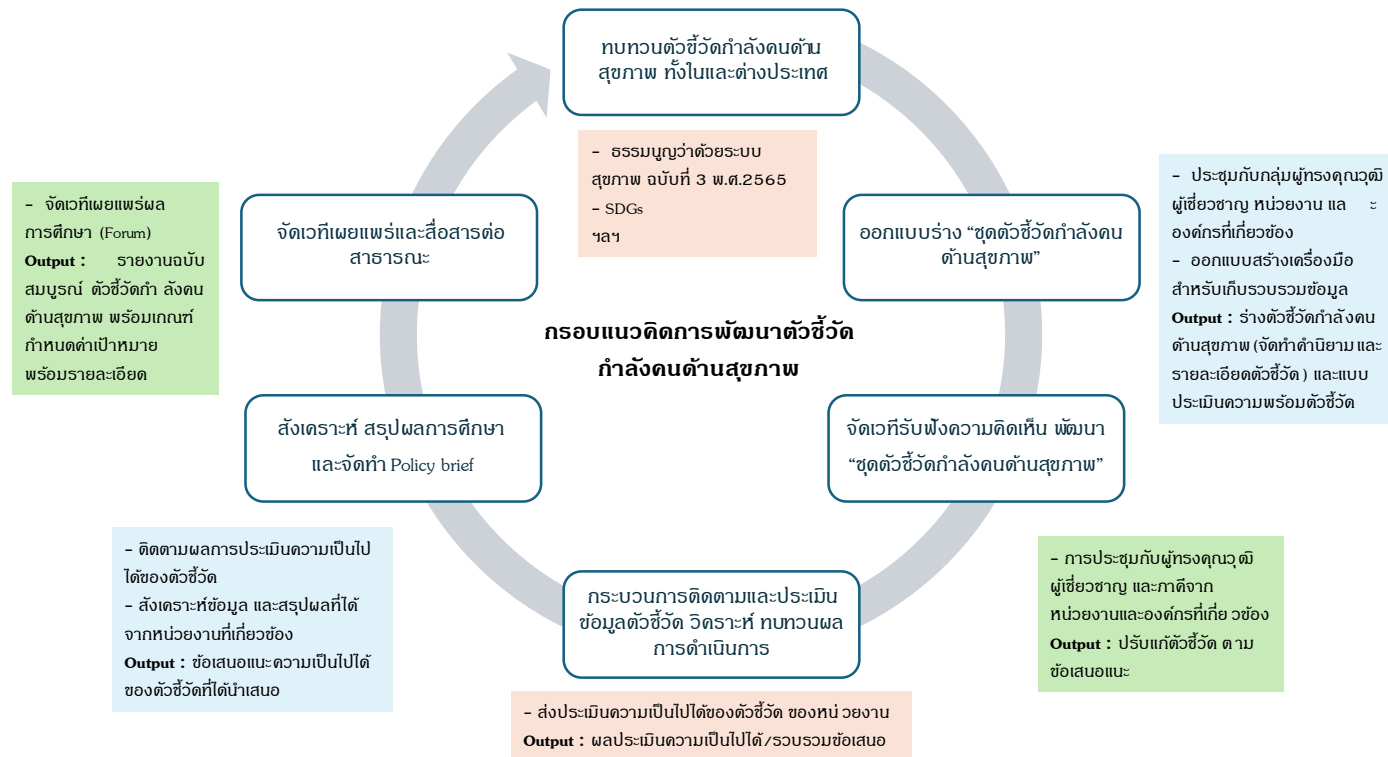 ทบทวนตัวชี้วัดกำลังคนด้าน
สุขภาพ ทั้งในและต่างประเทศ
- ธรรมนูญว่าด้วยระบบ
สุขภาพ ฉบับที่ 3 พ.ศ.2565
- SDGs
ฯลฯ
ออกแบบร่าง “ชุดตัวชี้วัดกำลังคน
ด้านสุขภาพ”
- ประชุมกับกลุ่มผู้ทรงคุณวุฒิ
ผู้เชี่ยวชาญ หน่วยงาน และ
องค์กรที่เกี่ยวข้อง
- ออกแบบสร้างเครื่องมือ
สำหรับเก็บรวบรวมข้อมูล
Output : ร่างตัวชี้วัดกำลังคน
ด้านสุขภาพ (จัดทำคำนิยาม และ
รายละเอียดตัวชี้วัด ) และแบบ
ประเมินความพร้อมตัวชี้วัด
กรอบแนวคิดการพัฒนาตัวชี้วัด
กำลังคนด้านสุขภาพ
จัดเวทีรับฟังความคิดเห็น พัฒนา
“ชุดตัวชี้วัดกำลังคนด้านสุขภาพ”
- การประชุมกับผู้ทรงคุณวุฒิ
ผู้เชี่ยวชาญ และภาคีจาก
หน่วยงานและองค์กรที่เกี่ยวข้อง
Output : ปรับแก้ตัวชี้วัด ตาม
ข้อเสนอแนะ
กระบวนการติดตามและประเมิน
ข้อมูลตัวชี้วัด วิคราะห์ ทบทวนผล
การดำเนินการ
- ส่งประเมินความเป็นไปได้ของตัวชี้วัด ของหน่วยงาน
Output : ผลประเมินความเป็นไปได้/รวบรวมข้อเสนอ
สังเคราะห์ สรุปผลการศึกษา
และจัดทำ Policy brief
- ติดตามผลการประเมินความเป็นไป
ได้ของตัวชี้วัด
- สังเคราะห์ข้อมูล และสรุปผลที่ได้
จากหน่วยงานที่เกี่ยวข้อง
Output : ข้อเสนอแนะความเป็นไปได้
ของตัวชี้วัดที่ได้นำเสนอ
จัดเวทีเผยแพร่และสื่อสารต่อ
สาธารณะ
- จัดเวทีเผยแพร่ผล
การศึกษา (Forum)
Output : รายงานฉบับ
สมบูรณ์ ตัวชี้วัดกำลังคน
ด้านสุขภาพ พร้อมเกณฑ์
กำหนดค่าเป้าหมาย
พร้อมรายละเอียด